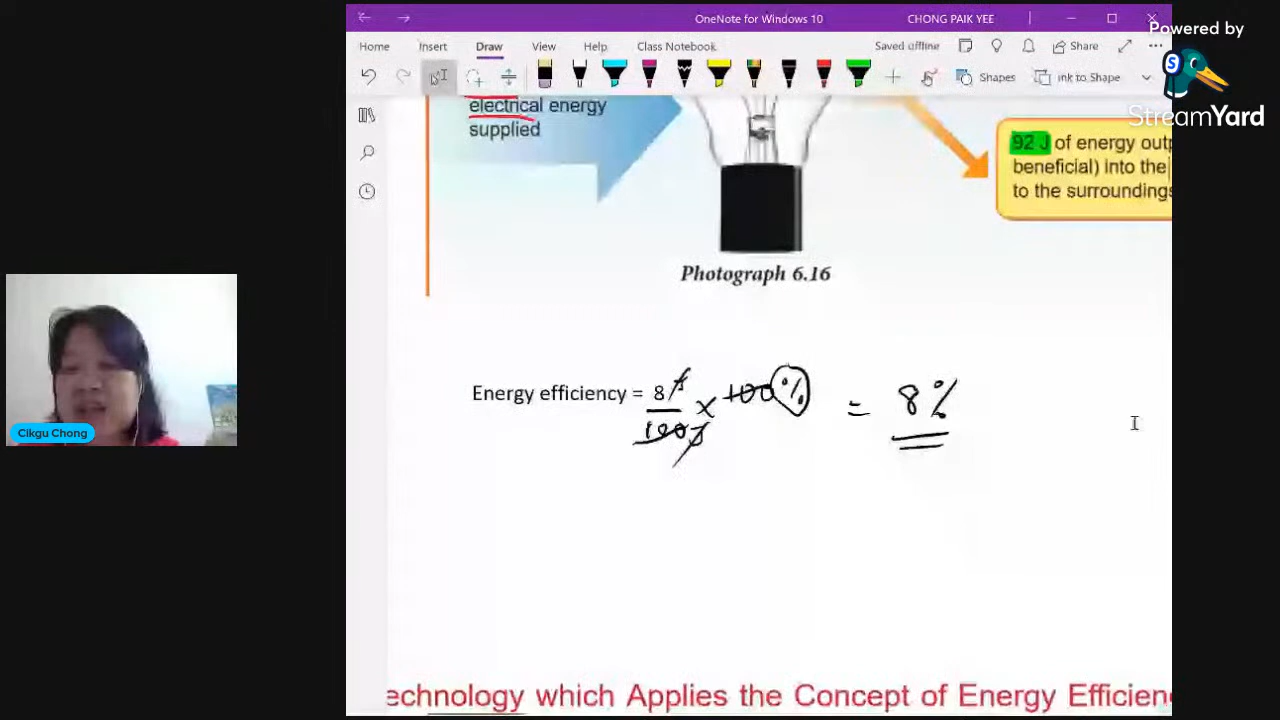 OneNote for Windows 10
CHONG PAIK YEE
Powered by
StreamYard
Home Insert Draw View Help Class Notebook
Saved offline
Share
Shapes
Ink to Shape
electrical energy
supplied
92 J of energy out
beneficial) into the
to the surroundings
Photograph 6.16
Energy efficiency = 8 J x 100 % = 8 %
100 J
Cikgu Chong
echnology which Applies the Concept of Energy Efficien